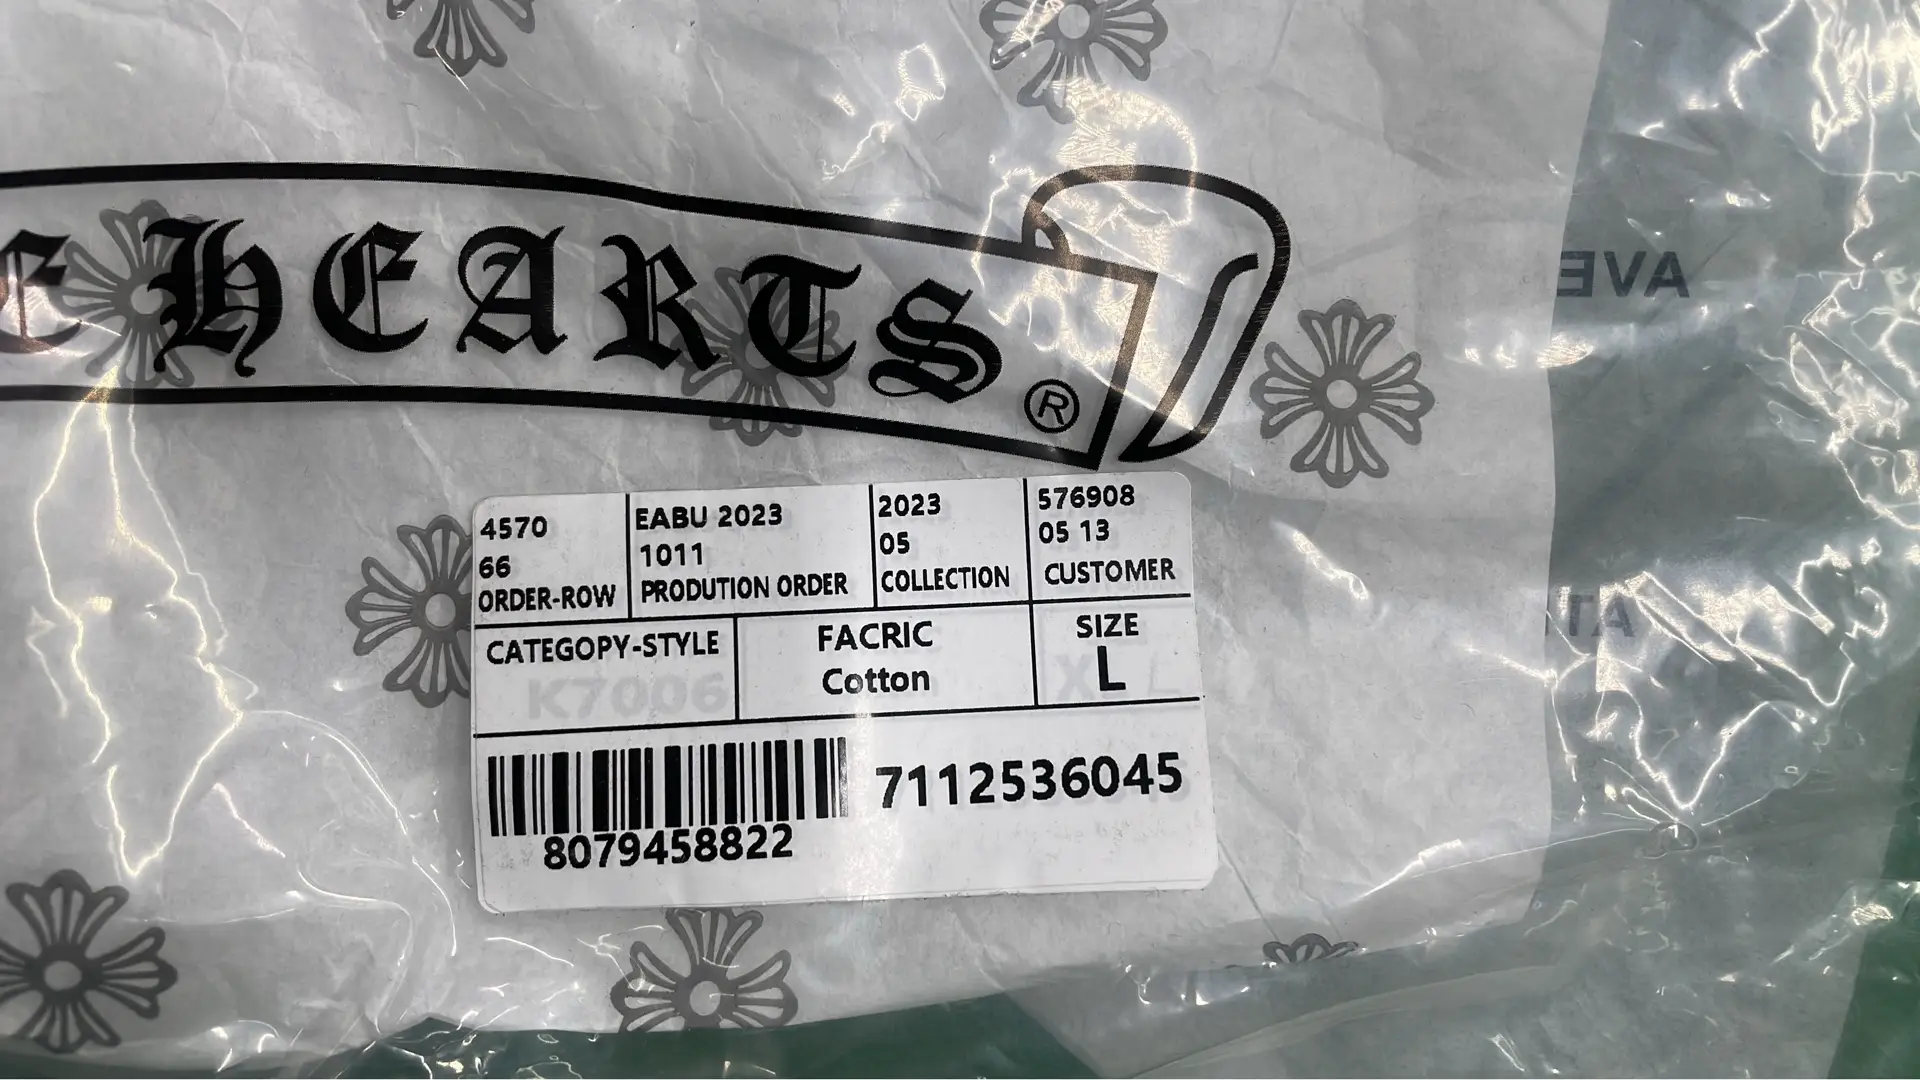 E HEARTS ®
AVE
4570
66
ORDER-ROW
EABU 2023
1011
PRODUTION ORDER
2023
05
COLLECTION
576908
05 13
CUSTOMER
CATEGOPY-STYLE
K7006
FACRIC
Cotton
SIZE
L
7112536045
8079458822